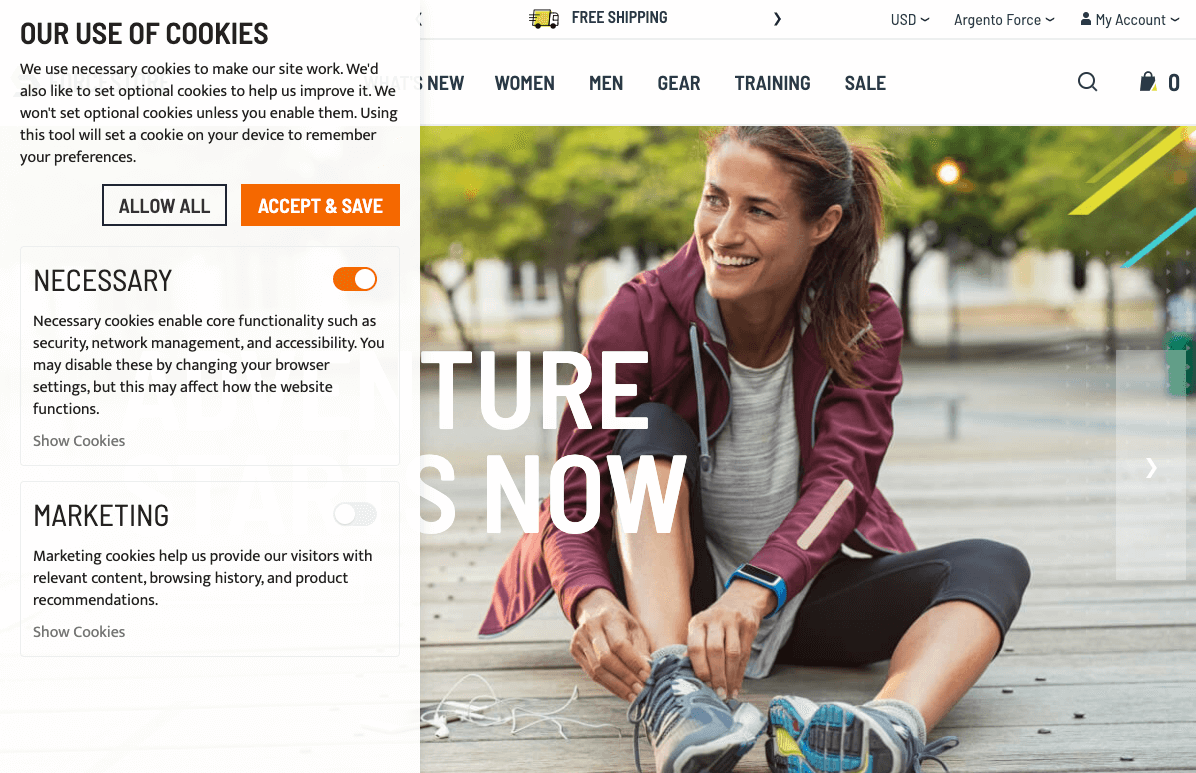 OUR USE OF COOKIES
We use necessary cookies to make our site work. We'd
also like to set optional cookies to help us improve it. We
won't set optional cookies unless you enable them. Using
this tool will set a cookie on your device to remember
your preferences.
ALLOW ALL
ACCEPT & SAVE
NECESSARY
Necessary cookies enable core functionality such as
security, network management, and accessibility. You
may disable these by changing your browser
settings, but this may affect how the website
functions.
Show Cookies
MARKETING
Marketing cookies help us provide our visitors with
relevant content, browsing history, and product
recommendations.
Show Cookies
FREE SHIPPING
USD
Argento Force
My Account
WHAT'S NEW
WOMEN
MEN
GEAR
TRAINING
SALE
0
NTURE
S NOW